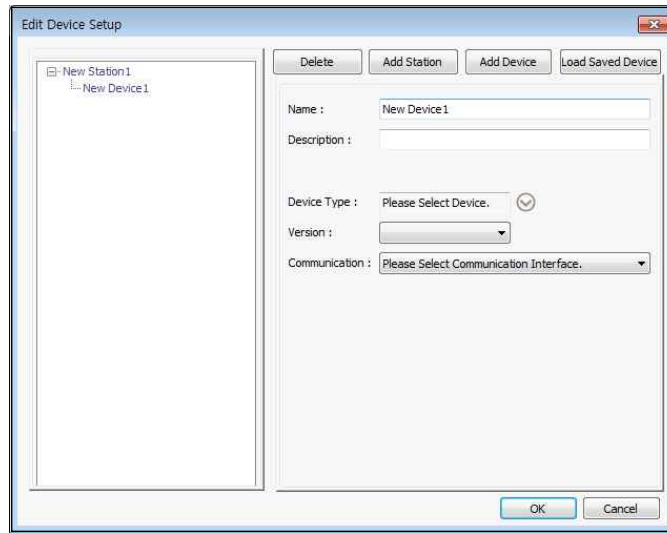 Edit Device Setup
New Station1
New Device1
Delete
Add Station
Add Device
Load Saved Device
Name :
New Device1
Description :
Device Type :
Please Select Device.
Version :
Communication :
Please Select Communication Interface.
OK
Cancel